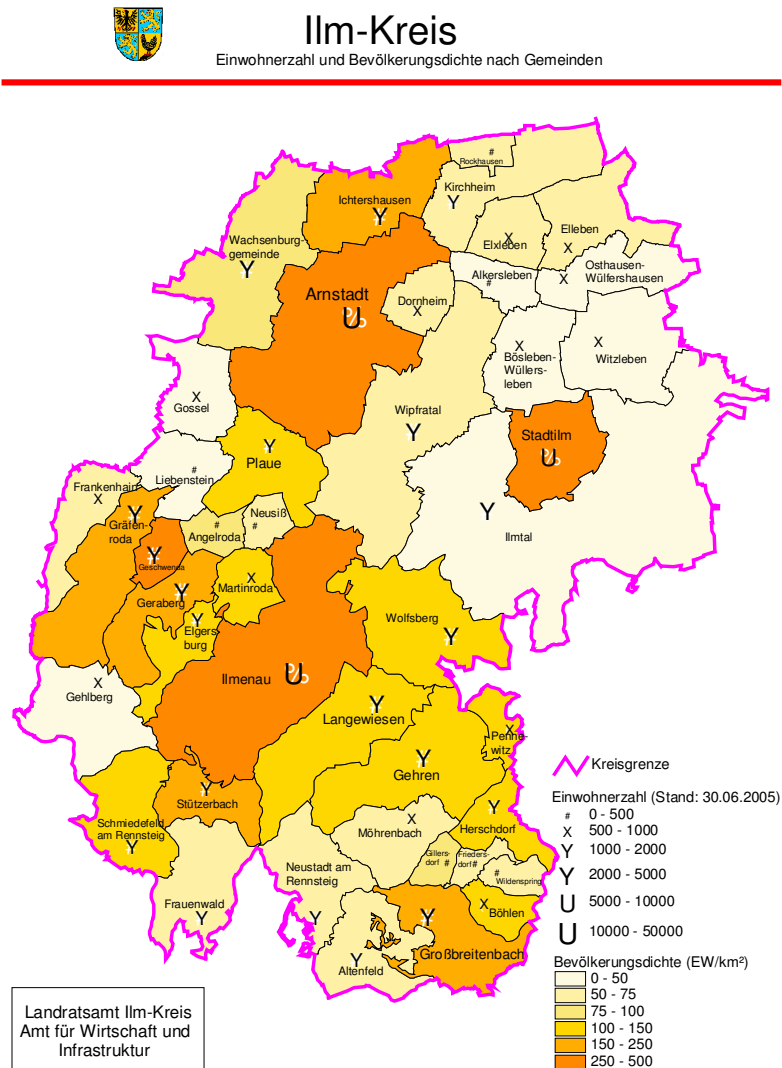 Ilm-Kreis
Einwohnerzahl und Bevölkerungsdichte nach Gemeinden
Rockhausen
Kirchheim
Ichtershausen
Elleben
Elxleben
Wachsenburg-
gemeinde
Osthausen-
Wülfershausen
Alkersleben
Arnstadt
Dornheim
Bösleben-
Wüllers-
leben
Witzleben
Gossel
Wipfratal
Stadtilm
Plaue
Liebenstein
Frankenhain
Gräfen-
roda
Neusiß
Angelroda
Ilmtal
Geschwenda
Martinroda
Geraberg
Elgers
burg
Wolfsberg
Ilmenau
Gehlberg
Langewiesen
Penne-
witz
Gehren
Stützerbach
Schmiedefeld
am Rennsteig
Herschdorf
Möhrenbach
Gillers-
dorf
Frieders-
dorf
Wildenspring
Neustadt am
Rennsteig
Frauenwald
Böhlen
Großbreitenbach
Altenfeld
Kreisgrenze
Einwohnerzahl (Stand: 30.06.2005)
# 0 - 500
X 500 - 1000
Y 1000 - 2000
Y 2000 - 5000
U 5000 - 10000
U 10000 - 50000
Bevölkerungsdichte (EW/km²)
0 - 50
50 - 75
75 - 100
100 - 150
150 - 250
250 - 500
Landratsamt Ilm-Kreis
Amt für Wirtschaft und
Infrastruktur